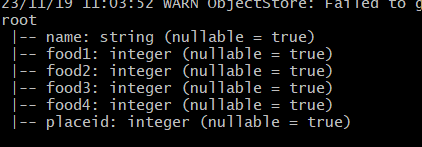 23/11/19 11:03:52 WARN ObjectStore: Failed to g
root
 |-- name: string (nullable = true)
 |-- food1: integer (nullable = true)
 |-- food2: integer (nullable = true)
 |-- food3: integer (nullable = true)
 |-- food4: integer (nullable = true)
 |-- placeid: integer (nullable = true)